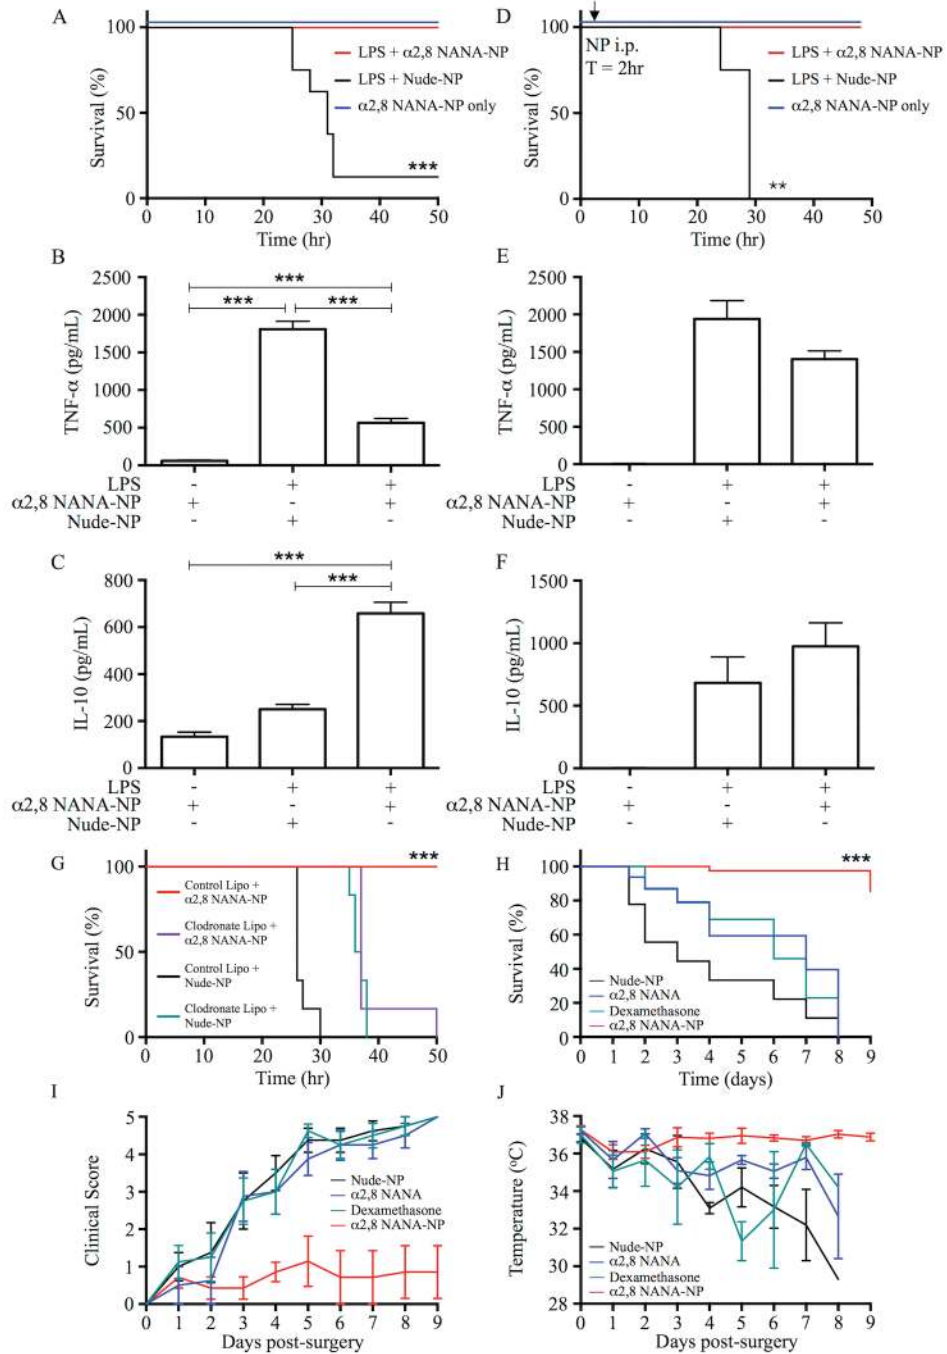 A
100
50
0
Survival (%)
LPS + α2,8 NANA-NP
LPS + Nude-NP
α2,8 NANA-NP only
***
0 10 20 30 40 50
Time (hr)
D
100
50
0
Survival (%)
NP i.p.
T = 2hr
LPS + α2,8 NANA-NP
LPS + Nude-NP
α2,8 NANA-NP only
**
0 10 20 30 40 50
Time (hr)
B
2500
2000
1500
1000
500
0
TNF-α (pg/mL)
***
*** ***
LPS - + +
α2,8 NANA-NP + - +
Nude-NP - + -
E
2500
2000
1500
1000
500
0
TNF-α (pg/mL)
LPS - + +
α2,8 NANA-NP + - +
Nude-NP - + -
C
800
600
400
200
0
IL-10 (pg/mL)
***
***
LPS - + +
α2,8 NANA-NP + - +
Nude-NP - + -
F
1500
1000
500
0
IL-10 (pg/mL)
LPS - + +
α2,8 NANA-NP + - +
Nude-NP - + -
G
100
50
0
Survival (%)
***
Control Lipo +
α2,8 NANA-NP
Clodronate Lipo +
α2,8 NANA-NP
Control Lipo +
Nude-NP
Clodronate Lipo +
Nude-NP
0 10 20 30 40 50
Time (hr)
H
100
80
60
40
20
0
Survival (%)
***
Nude-NP
α2,8 NANA
Dexamethasone
α2,8 NANA-NP
0 1 2 3 4 5 6 7 8 9
Time (days)
I
5
4
3
2
1
0
Clinical Score
Nude-NP
α2,8 NANA
Dexamethasone
α2,8 NANA-NP
0 1 2 3 4 5 6 7 8 9
Days post-surgery
J
38
36
34
32
30
28
Temperature (°C)
Nude-NP
α2,8 NANA
Dexamethasone
α2,8 NANA-NP
0 1 2 3 4 5 6 7 8 9
Days post-surgery